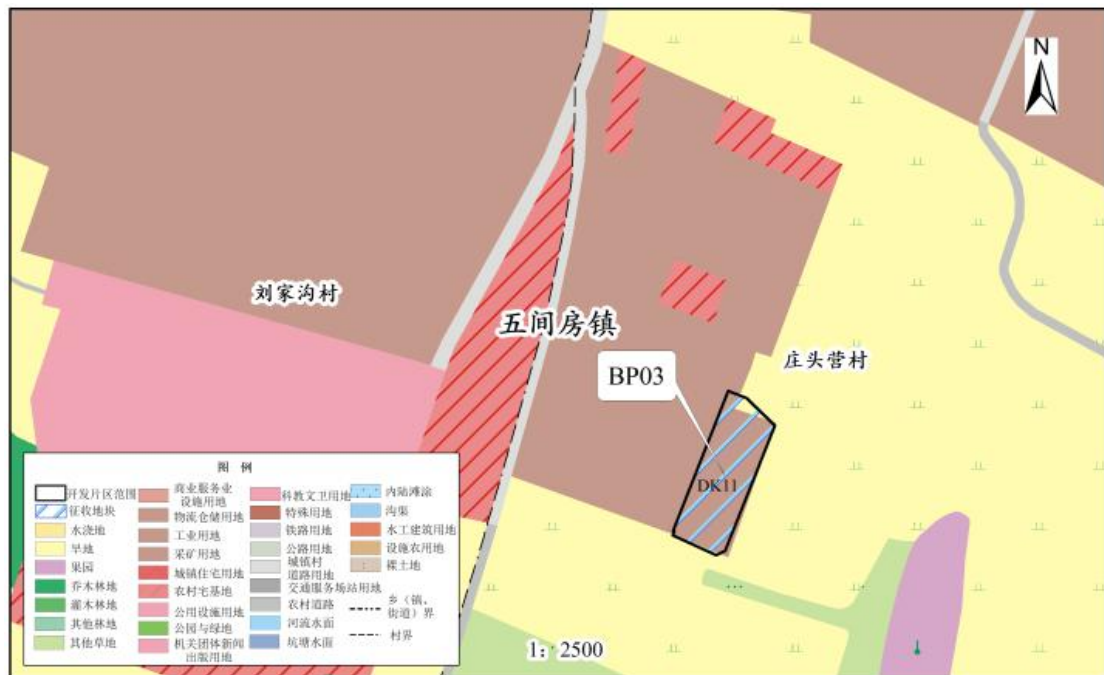 N
刘家沟村
五间房镇
庄头营村
BP03
DK11
图 例
开发片区范围
征收地块
水浇地
旱地
果园
乔木林地
灌木林地
其他林地
其他草地
商业服务业
设施用地
物流仓储用地
工业用地
采矿用地
城镇住宅用地
农村宅基地
公用设施用地
公园与绿地
机关团体新闻
出版用地
科教文卫用地
特殊用地
铁路用地
公路用地
城镇村
道路用地
交通服务场站用地
农村道路
河流水面
坑塘水面
内陆滩涂
沟渠
水工建筑用地
设施农用地
裸土地
乡（镇，
街道）界
村界
1：2500